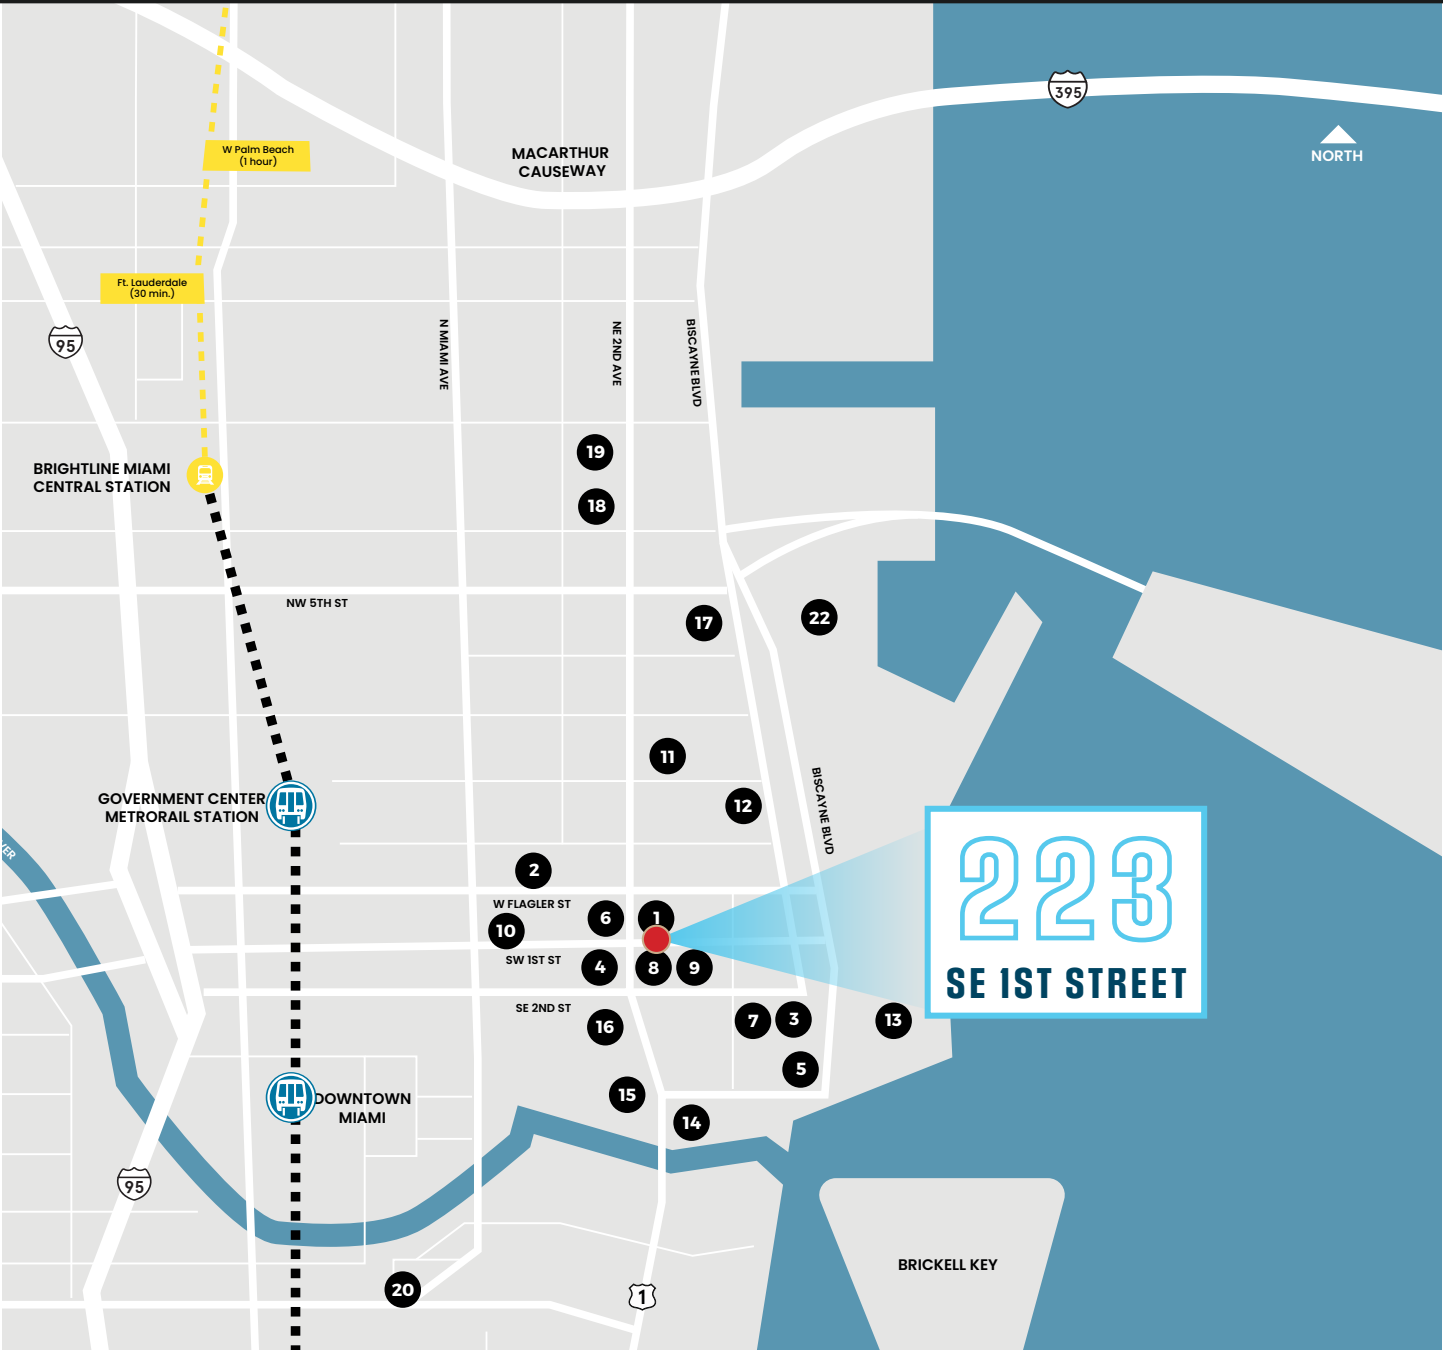 395
NORTH
MACARTHUR
CAUSEWAY
W Palm Beach
(1 hour)
Ft. Lauderdale
(30 min.)
95
N MIAMI AVE
NE 2ND AVE
BISCAYNE BLVD
19
BRIGHTLINE MIAMI
CENTRAL STATION
18
NW 5TH ST
17
22
11
GOVERNMENT CENTER
METRORAIL STATION
12
BISCAYNE BLVD
2
W FLAGLER ST
6
1
10
SW 1ST ST
4
8
9
223
SE 1ST STREET
SE 2ND ST
16
7
3
13
5
15
DOWNTOWN
MIAMI
14
95
BRICKELL KEY
20
1